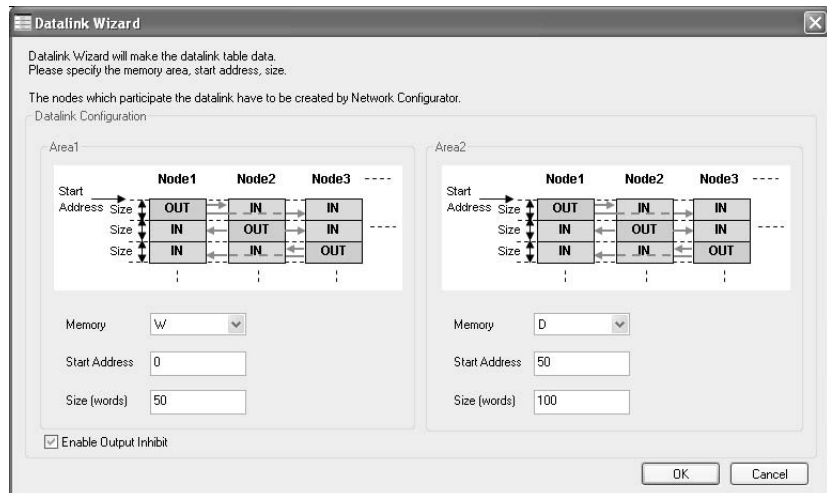 Datalink Wizard
Datalink Wizard will make the datalink table data.
Please specify the memory area, start address, size.
The nodes which participate the datalink have to be created by Network Configurator.
Datalink Configuration
Area1
Node1 Node2 Node3
Start
Address Size OUT IN IN
Size IN OUT IN
Size IN IN OUT
Memory W
Start Address 0
Size (words) 50
Area2
Node1 Node2 Node3
Start
Address Size OUT IN IN
Size IN OUT IN
Size IN IN OUT
Memory D
Start Address 50
Size (words) 100
Enable Output Inhibit
OK Cancel